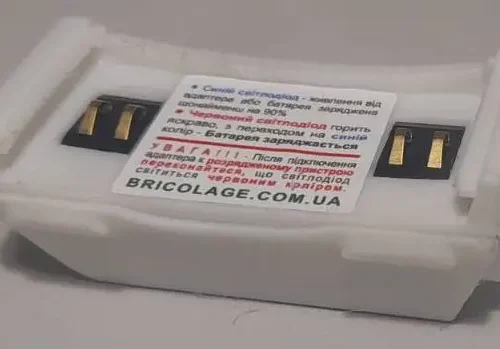 • Синій світлодіод - живлення від
адаптера або батарея заряджена
щонайменш на 90%
• Червоний світлодіод горить
яскраво, з переходом на синій
колір - Батарея заряджається
УВАГА!!! - Після підключення
адаптера к розрядженому пристрою
переконайтеся, що світлодіод
світиться червоним кольором.
BRICOLAGE.COM.UA